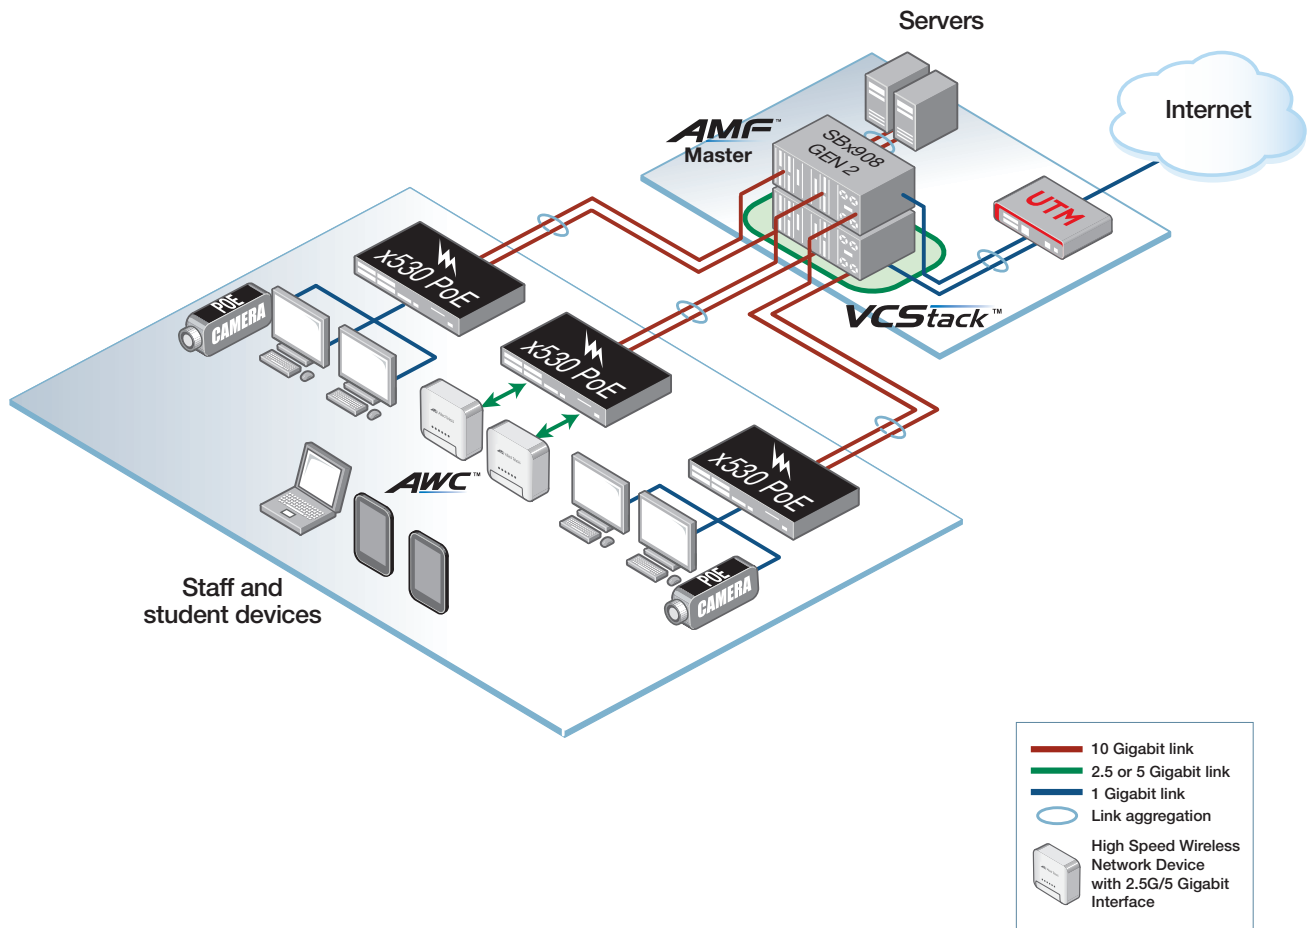 Servers
Internet
AMF™
Master
SBx908
GEN 2
UTM
VCStack™
x530 PoE
POE
CAMERA
x530 PoE
x530 PoE
AWC™
POE
CAMERA
Staff and
student devices
10 Gigabit link
2.5 or 5 Gigabit link
1 Gigabit link
Link aggregation
High Speed Wireless
Network Device
with 2.5G/5 Gigabit
Interface